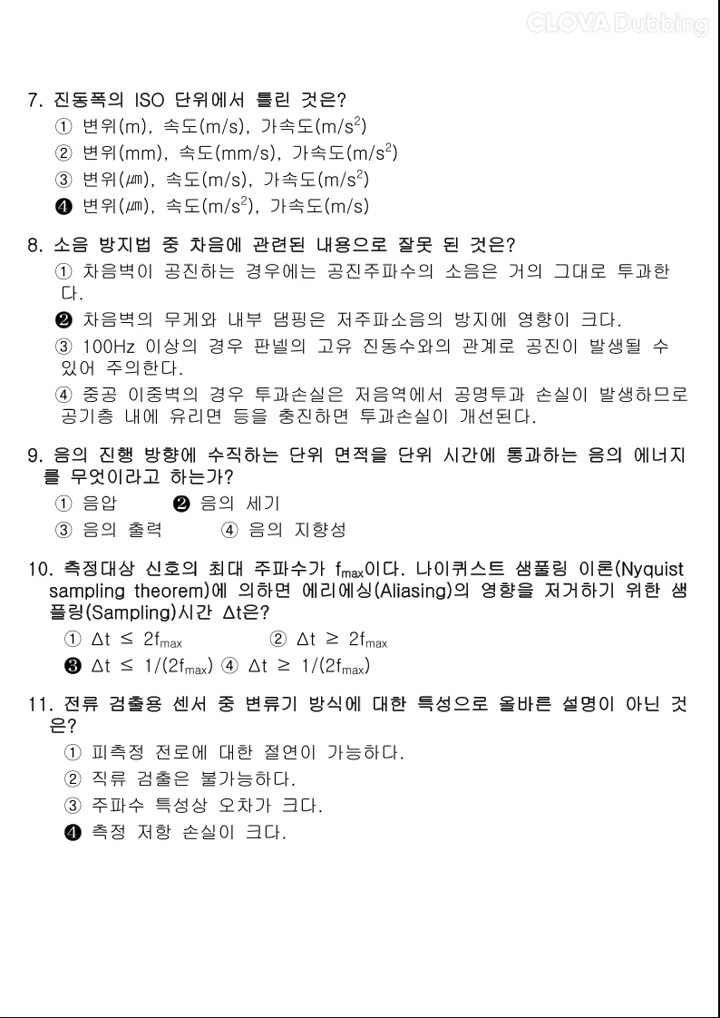 CLOVA Dubbing
7. 진동폭의 ISO 단위에서 틀린 것은?
① 변위(m), 속도(m/s), 가속도(m/s²)
② 변위(mm), 속도(mm/s), 가속도(m/s²)
③ 변위(㎛), 속도(m/s), 가속도(m/s²)
❹ 변위(㎛), 속도(m/s²), 가속도(m/s)
8. 소음 방지법 중 차음에 관련된 내용으로 잘못 된 것은?
① 차음벽이 공진하는 경우에는 공진주파수의 소음은 거의 그대로 투과한
다.
❷ 차음벽의 무게와 내부 댐핑은 저주파소음의 방지에 영향이 크다.
③ 100Hz 이상의 경우 판넬의 고유 진동수와의 관계로 공진이 발생될 수
있어 주의한다.
④ 중공 이중벽의 경우 투과손실은 저음역에서 공명투과 손실이 발생하므로
공기층 내에 유리면 등을 충진하면 투과손실이 개선된다.
9. 음의 진행 방향에 수직하는 단위 면적을 단위 시간에 통과하는 음의 에너지
를 무엇이라고 하는가?
① 음압 ❷ 음의 세기
③ 음의 출력 ④ 음의 지향성
10. 측정대상 신호의 최대 주파수가 fmax이다. 나이퀴스트 샘플링 이론(Nyquist
sampling theorem)에 의하면 에리에싱(Aliasing)의 영향을 저거하기 위한 샘
플링(Sampling)시간 Δt은?
① Δt ≤ 2fmax ② Δt ≥ 2fmax
❸ Δt ≤ 1/(2fmax) ④ Δt ≥ 1/(2fmax)
11. 전류 검출용 센서 중 변류기 방식에 대한 특성으로 올바른 설명이 아닌 것
은?
① 피측정 전로에 대한 절연이 가능하다.
② 직류 검출은 불가능하다.
③ 주파수 특성상 오차가 크다.
❹ 측정 저항 손실이 크다.